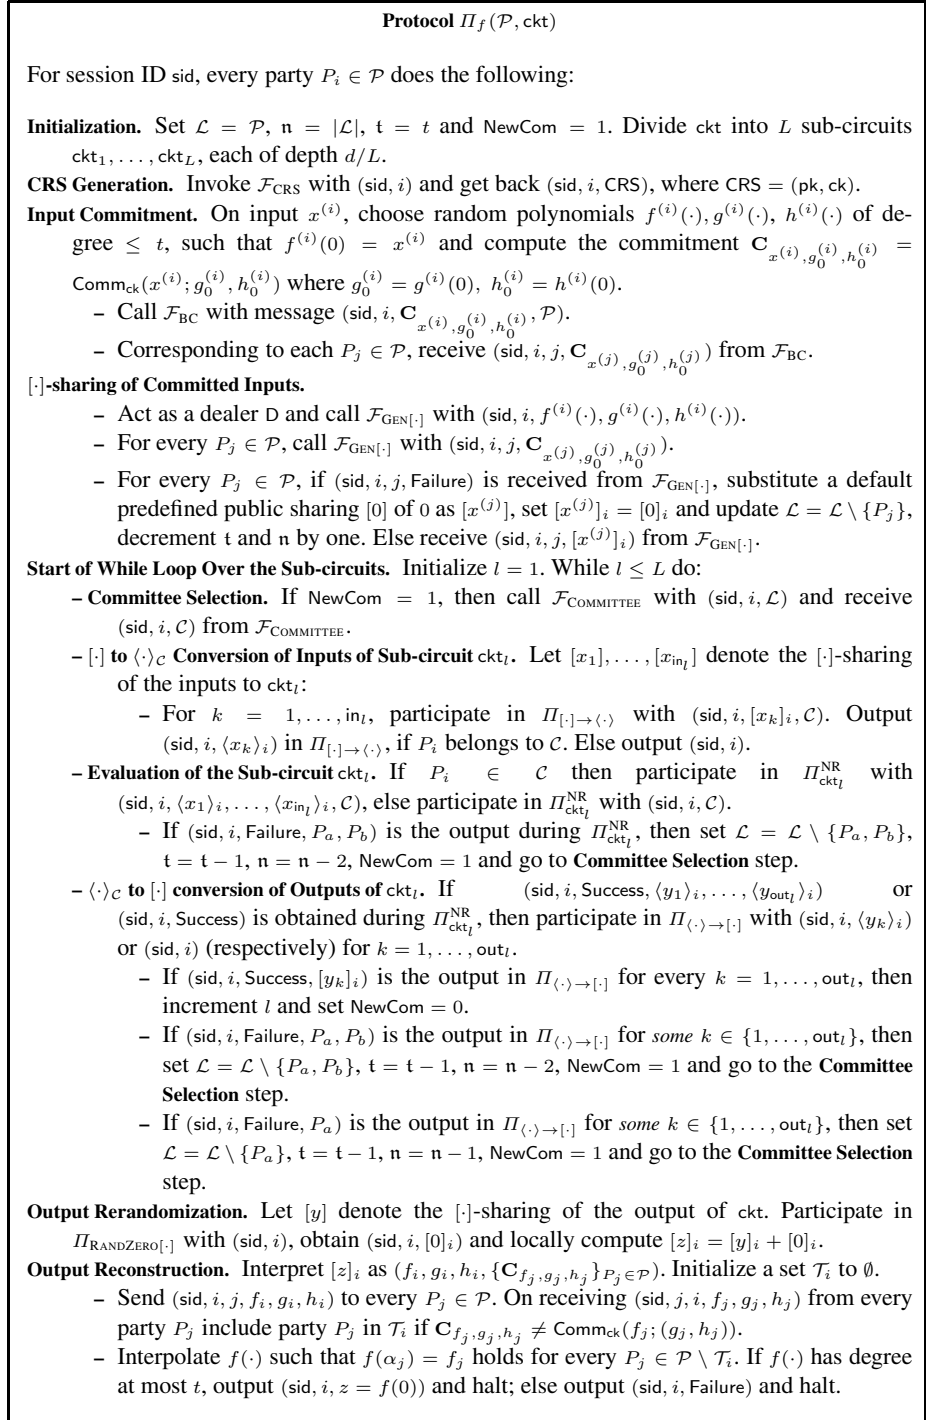 Protocol Π_f(𝒫, ckt)
For session ID sid, every party P_i ∈ 𝒫 does the following:
Initialization. Set ℒ = 𝒫, 𝔫 = |ℒ|, 𝔱 = t and NewCom = 1. Divide ckt into L sub-circuits
ckt_1, . . . , ckt_L, each of depth d/L.
CRS Generation. Invoke ℱ_CRS with (sid, i) and get back (sid, i, CRS), where CRS = (pk, ck).
Input Commitment. On input x^(i), choose random polynomials f^(i)(·), g^(i)(·), h^(i)(·) of de-
gree ≤ t, such that f^(i)(0) = x^(i) and compute the commitment C_{x^(i), g_0^(i), h_0^(i)} =
Comm_ck(x^(i); g_0^(i), h_0^(i)) where g_0^(i) = g^(i)(0), h_0^(i) = h^(i)(0).
– Call ℱ_BC with message (sid, i, C_{x^(i), g_0^(i), h_0^(i)}, 𝒫).
– Corresponding to each P_j ∈ 𝒫, receive (sid, i, j, C_{x^(j), g_0^(j), h_0^(j)}) from ℱ_BC.
[·]-sharing of Committed Inputs.
– Act as a dealer D and call ℱ_GEN[·] with (sid, i, f^(i)(·), g^(i)(·), h^(i)(·)).
– For every P_j ∈ 𝒫, call ℱ_GEN[·] with (sid, i, j, C_{x^(j), g_0^(j), h_0^(j)}).
– For every P_j ∈ 𝒫, if (sid, i, j, Failure) is received from ℱ_GEN[·], substitute a default
predefined public sharing [0] of 0 as [x^(j)], set [x^(j)]_i = [0]_i and update ℒ = ℒ \ {P_j},
decrement 𝔱 and 𝔫 by one. Else receive (sid, i, j, [x^(j)]_i) from ℱ_GEN[·].
Start of While Loop Over the Sub-circuits. Initialize l = 1. While l ≤ L do:
– Committee Selection. If NewCom = 1, then call ℱ_COMMITTEE with (sid, i, ℒ) and receive
(sid, i, 𝒞) from ℱ_COMMITTEE.
– [·] to ⟨·⟩_𝒞 Conversion of Inputs of Sub-circuit ckt_l. Let [x_1], . . . , [x_{in_l}] denote the [·]-sharing
of the inputs to ckt_l:
– For k = 1, . . . , in_l, participate in Π_{[·]→⟨·⟩} with (sid, i, [x_k]_i, 𝒞). Output
(sid, i, ⟨x_k⟩_i) in Π_{[·]→⟨·⟩}, if P_i belongs to 𝒞. Else output (sid, i).
– Evaluation of the Sub-circuit ckt_l. If P_i ∈ 𝒞 then participate in Π^NR_{ckt_l} with
(sid, i, ⟨x_1⟩_i, . . . , ⟨x_{in_l}⟩_i, 𝒞), else participate in Π^NR_{ckt_l} with (sid, i, 𝒞).
– If (sid, i, Failure, P_a, P_b) is the output during Π^NR_{ckt_l}, then set ℒ = ℒ \ {P_a, P_b},
𝔱 = 𝔱 − 1, 𝔫 = 𝔫 − 2, NewCom = 1 and go to Committee Selection step.
– ⟨·⟩_𝒞 to [·] conversion of Outputs of ckt_l. If (sid, i, Success, ⟨y_1⟩_i, . . . , ⟨y_{out_l}⟩_i) or
(sid, i, Success) is obtained during Π^NR_{ckt_l}, then participate in Π_{⟨·⟩→[·]} with (sid, i, ⟨y_k⟩_i)
or (sid, i) (respectively) for k = 1, . . . , out_l.
– If (sid, i, Success, [y_k]_i) is the output in Π_{⟨·⟩→[·]} for every k = 1, . . . , out_l, then
increment l and set NewCom = 0.
– If (sid, i, Failure, P_a, P_b) is the output in Π_{⟨·⟩→[·]} for some k ∈ {1, . . . , out_l}, then
set ℒ = ℒ \ {P_a, P_b}, 𝔱 = 𝔱 − 1, 𝔫 = 𝔫 − 2, NewCom = 1 and go to the Committee
Selection step.
– If (sid, i, Failure, P_a) is the output in Π_{⟨·⟩→[·]} for some k ∈ {1, . . . , out_l}, then set
ℒ = ℒ \ {P_a}, 𝔱 = 𝔱 − 1, 𝔫 = 𝔫 − 1, NewCom = 1 and go to the Committee Selection
step.
Output Rerandomization. Let [y] denote the [·]-sharing of the output of ckt. Participate in
Π_RANDZERO[·] with (sid, i), obtain (sid, i, [0]_i) and locally compute [z]_i = [y]_i + [0]_i.
Output Reconstruction. Interpret [z]_i as (f_i, g_i, h_i, {C_{f_j,g_j,h_j}}_{P_j∈𝒫}). Initialize a set 𝒯_i to ∅.
– Send (sid, i, j, f_i, g_i, h_i) to every P_j ∈ 𝒫. On receiving (sid, j, i, f_j, g_j, h_j) from every
party P_j include party P_j in 𝒯_i if C_{f_j,g_j,h_j} ≠ Comm_ck(f_j; (g_j, h_j)).
– Interpolate f(·) such that f(α_j) = f_j holds for every P_j ∈ 𝒫 \ 𝒯_i. If f(·) has degree
at most t, output (sid, i, z = f(0)) and halt; else output (sid, i, Failure) and halt.